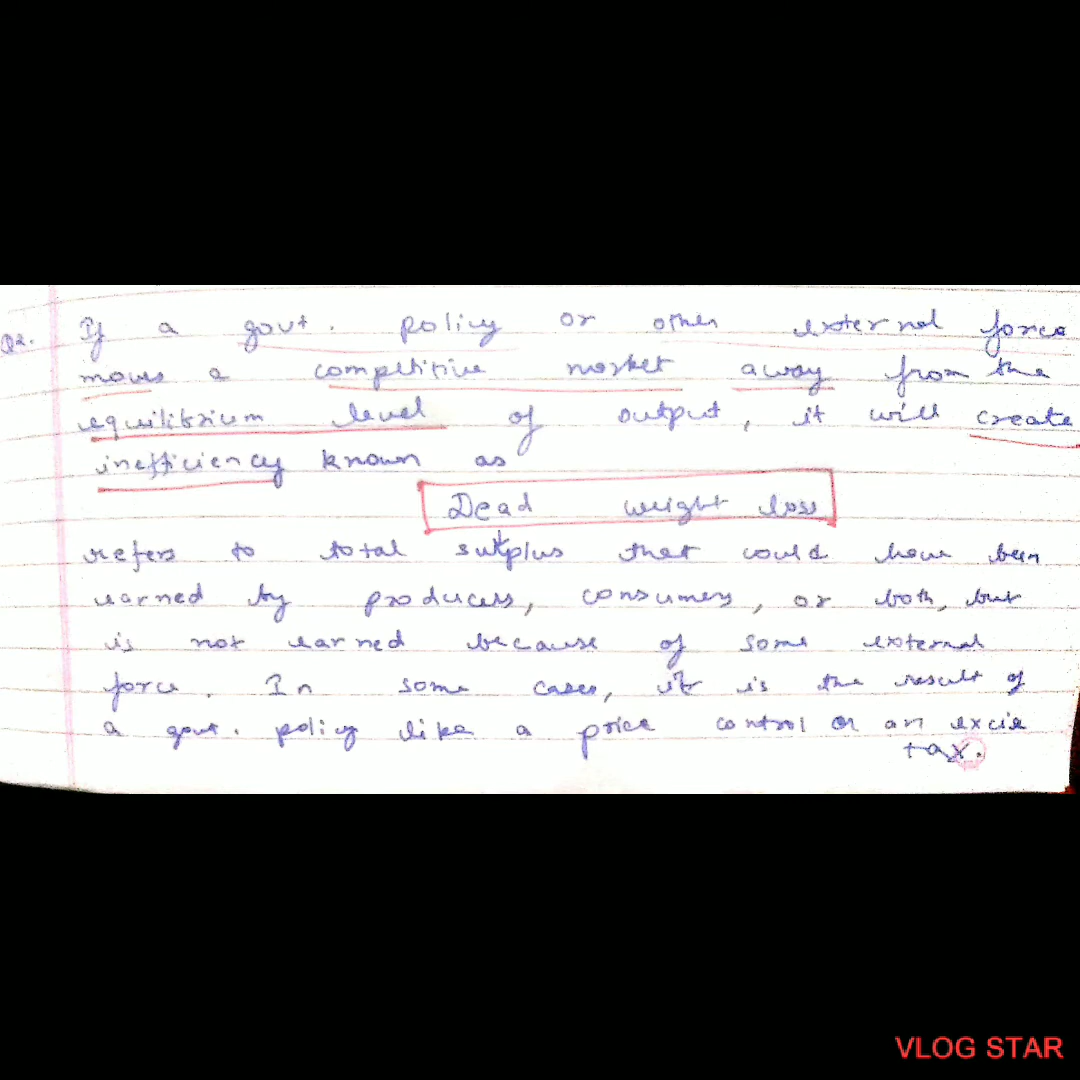 Q2. If a govt. policy or other external force
moves a competitive market away from the
equilibrium level of output, it will create
inefficiency known as
Dead weight loss
refers to total surplus that could have been
earned by producers, consumers, or both, but
is not earned because of some external
force. In some cases, it is the result of
a govt. policy like a price control or an excie
tax.
VLOG STAR